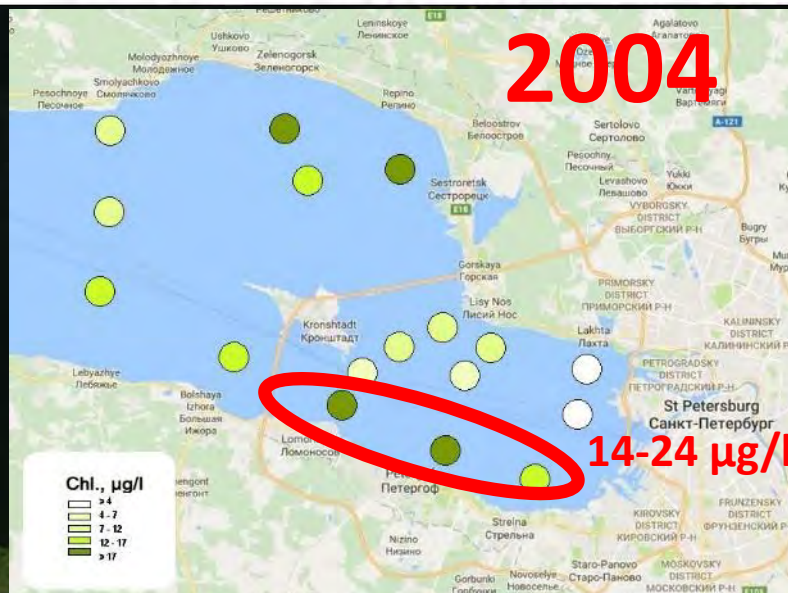 2004
Ushkovo
Ушково
Leninskoye
Ленинское
E18
Agalatovo
Molodyozhnoye
Молодежное
Zelenogorsk
Зеленогорск
Smolyachkovo
Смолячково
Pesochnoye
Песочное
Repino
Репино
Beloostrov
Белоостров
Sertolovo
Сертолово
A-121
Pesochny
Песочный
Levashovo
Левашово
Yukki
Юкки
Sestroretsk
Сестрорецк
E18
VYBORGSKY
DISTRICT
ВЫБОРГСКИЙ Р-Н
Bugry
Бугры
Gorskaya
Горская
Lisy Nos
Лисий Нос
PRIMORSKY
DISTRICT
ПРИМОРСКИЙ Р-Н
Kronshtadt
Кронштадт
Lakhta
Лахта
KALININSKY
DISTRICT
КАЛИНИНСКИЙ Р-Н
PETROGRADSKY
DISTRICT
ПЕТРОГРАДСКИЙ Р-Н
Lebyazhye
Лебяжье
Bolshaya
Izhora
Большая
Ижора
St Petersburg
Санкт-Петербург
14-24 µg/l
Ломоносов
Петергоф
Chl., µg/l
4 - 7
7 - 12
12 - 17
Strelna
Стрельна
Nizino
Низино
KIROVSKY
DISTRICT
КИРОВСКИЙ Р-Н
FRUNZENSKY
DISTRICT
ФРУНЗЕНСКИЙ Р-Н
Gorbunki
Горбунки
Novoselye
Новоселье
Staro-Panovo
Старо-Паново
MOSKOVSKY
DISTRICT
МОСКОВСКИЙ Р-Н